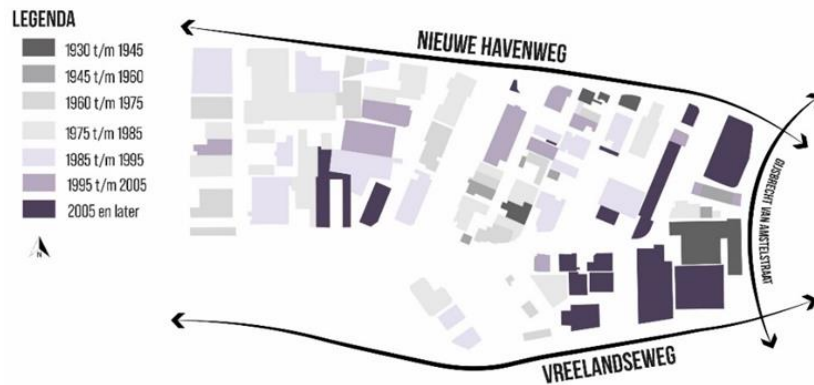 LEGENDA
1930 t/m 1945
1945 t/m 1960
1960 t/m 1975
1975 t/m 1985
1985 t/m 1995
1995 t/m 2005
2005 en later
N
NIEUWE HAVENWEG
GIJSBRECHT VAN AMSTELSTRAAT
VREELANDSEWEG